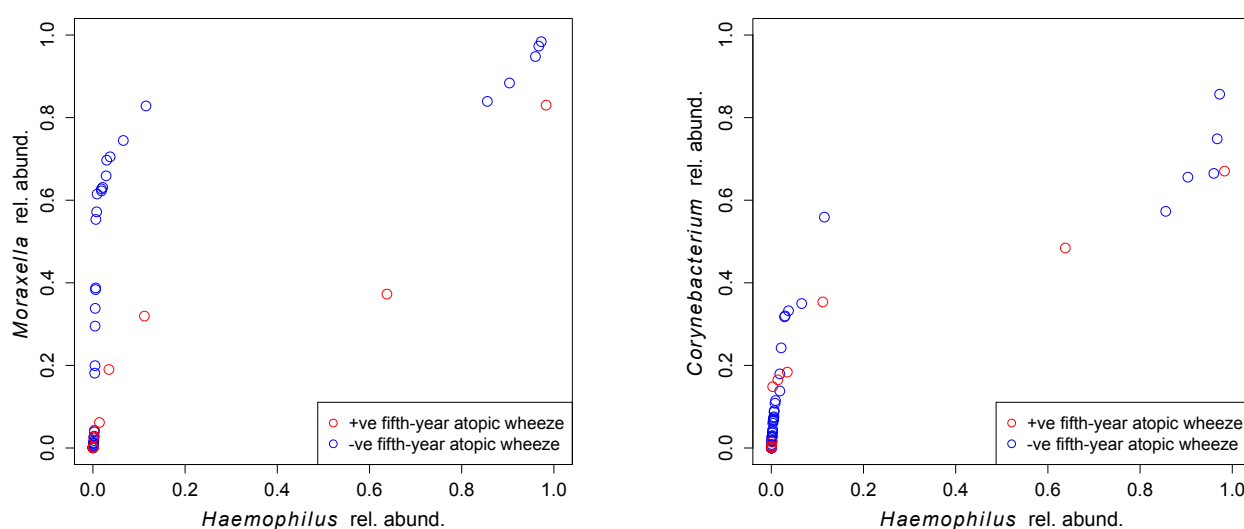 Moraxella rel. abund.
1.0
0.8
0.6
0.4
0.2
0.0
+ve fifth-year atopic wheeze
-ve fifth-year atopic wheeze
0.0 0.2 0.4 0.6 0.8 1.0
Haemophilus rel. abund.
Corynebacterium rel. abund.
1.0
0.8
0.6
0.4
0.2
0.0
+ve fifth-year atopic wheeze
-ve fifth-year atopic wheeze
0.0 0.2 0.4 0.6 0.8 1.0
Haemophilus rel. abund.